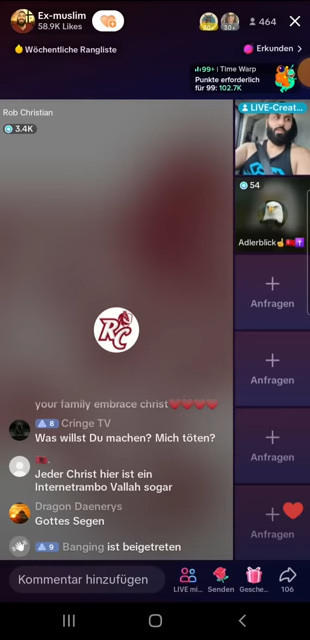 Ex-muslim
58.9K Likes
464
Wöchentliche Rangliste
Erkunden >
99+ | Time Warp
Punkte erforderlich
für 99: 102.7K
Rob Christian
3.4K
LIVE-Creat...
54
Adlerblick
Anfragen
Anfragen
Anfragen
Anfragen
RC
your family embrace christ
8 Cringe TV
Was willst Du machen? Mich töten?
Jeder Christ hier ist ein
Internetrambo Vallah sogar
Dragon Daenerys
Gottes Segen
9 Banging ist beigetreten
Kommentar hinzufügen
LIVE mi...
Senden
Gesche...
106